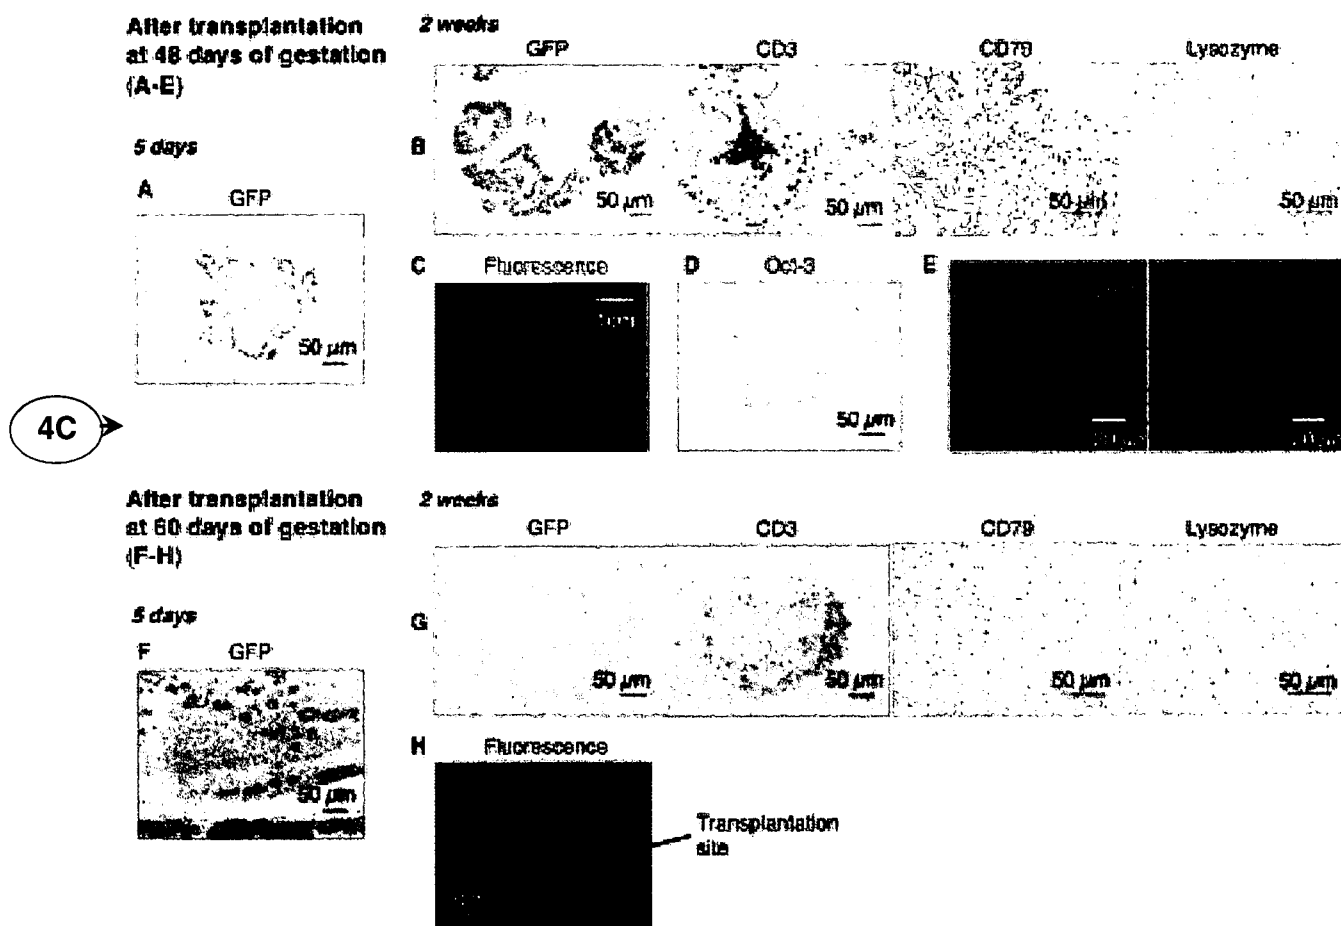 After transplantation
at 48 days of gestation
(A-E)
5 days
A
GFP
50 µm
2 weeks
GFP
CD3
CD79
Lysozyme
B
50 µm
50 µm
50 µm
50 µm
C
Fluorescence
D
Oct-3
50 µm
E
4C
After transplantation
at 60 days of gestation
(F-H)
5 days
F
GFP
50 µm
2 weeks
GFP
CD3
CD79
Lysozyme
G
50 µm
50 µm
50 µm
50 µm
H
Fluorescence
Transplantation
site